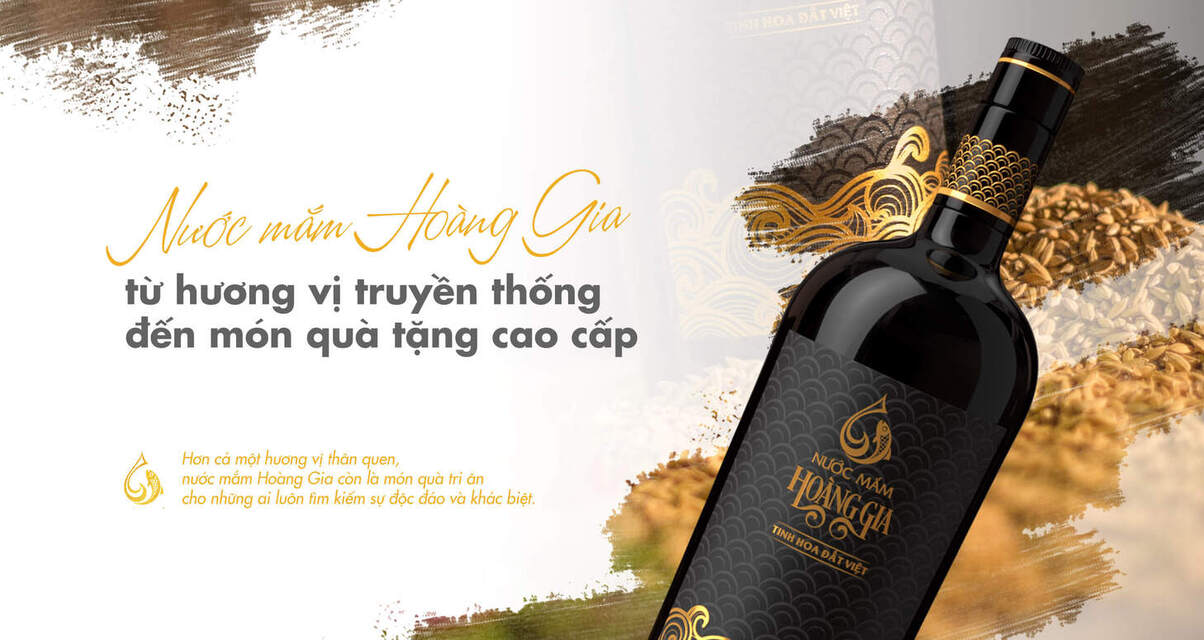 TINH HOA ĐẤT VIỆT
Nước mắm Hoàng Gia
từ hương vị truyền thống
đến món quà tặng cao cấp
Hơn cả một hương vị thân quen,
nước mắm Hoàng Gia còn là món quà tri ân
cho những ai luôn tìm kiếm sự độc đáo và khác biệt.
NƯỚC MẮM
HOÀNG GIA
TINH HOA ĐẤT VIỆT